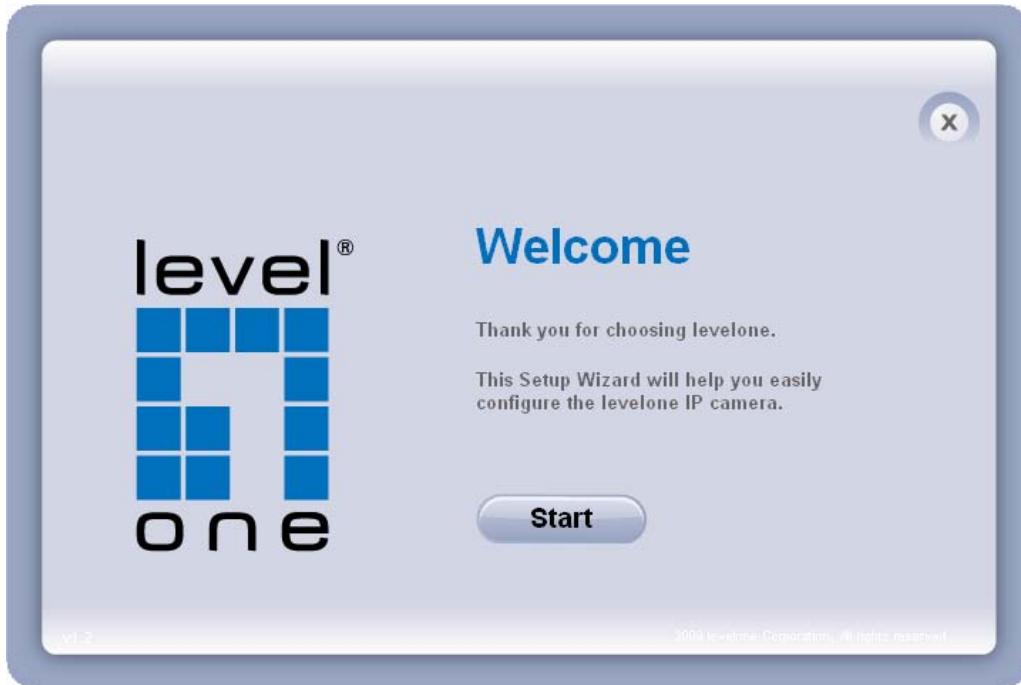 X
level®
one
Welcome
Thank you for choosing levelone.
This Setup Wizard will help you easily
configure the levelone IP camera.
Start
v1.2
2009 levelone Corporation, All rights reserved